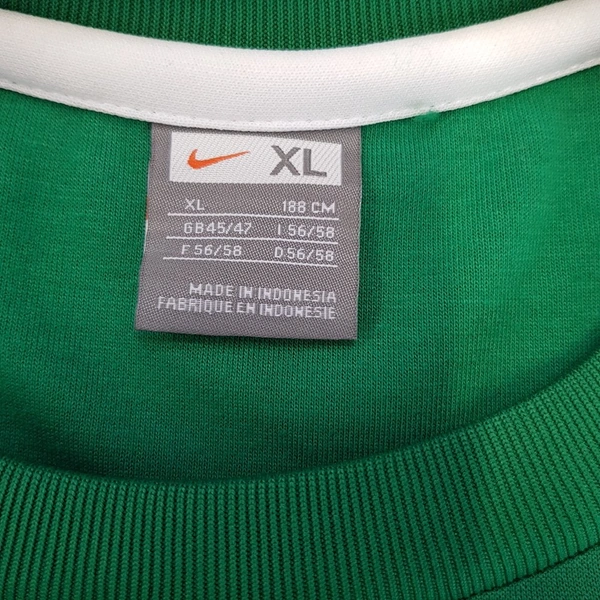 XL
XL 188 CM
GB45/47 I 56/58
F 56/58 D 56/58
MADE IN INDONESIA
FABRIQUE EN INDONESIE